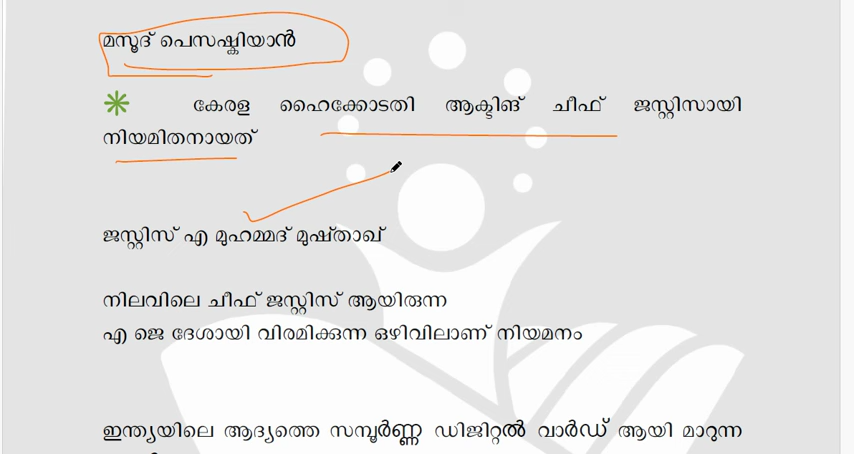 മസൂദ് പെസഷ്കിയാൻ
കേരള ഹൈക്കോടതി ആക്ടിങ് ചീഫ് ജസ്റ്റിസായി
നിയമിതനായത്
ജസ്റ്റിസ് എ മുഹമ്മദ് മുഷ്താഖ്
നിലവിലെ ചീഫ് ജസ്റ്റിസ് ആയിരുന്ന
എ ജെ ദേശായി വിരമിക്കുന്ന ഒഴിവിലാണ് നിയമനം
ഇന്ത്യയിലെ ആദ്യത്തെ സമ്പൂർണ്ണ ഡിജിറ്റൽ വാർഡ് ആയി മാറുന്ന